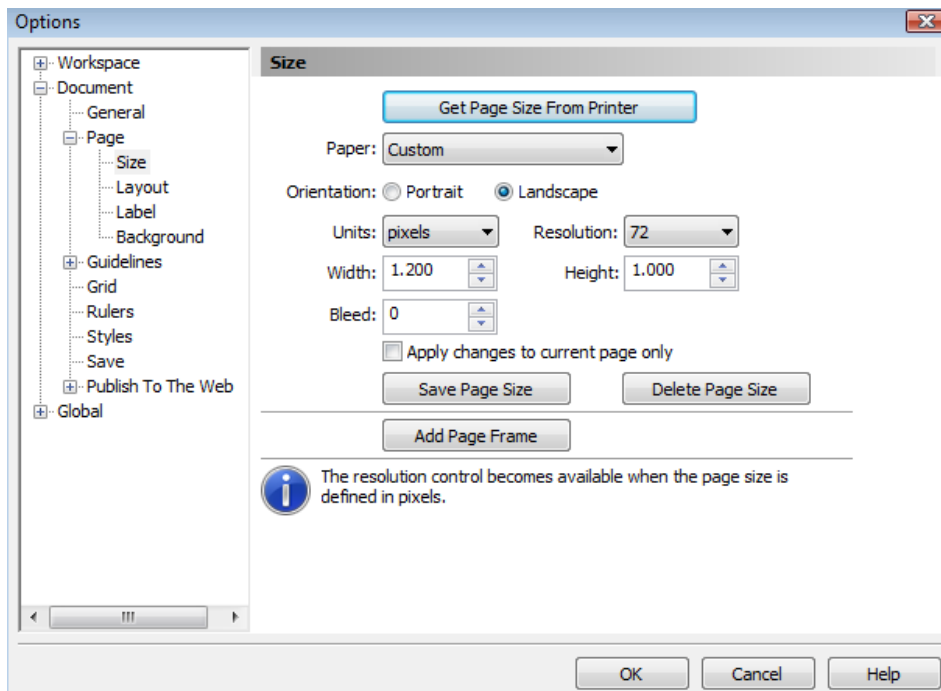 Options
Workspace
Document
General
Page
Size
Layout
Label
Background
Guidelines
Grid
Rulers
Styles
Save
Publish To The Web
Global
Size
Get Page Size From Printer
Paper: Custom
Orientation: Portrait Landscape
Units: pixels Resolution: 72
Width: 1.200 Height: 1.000
Bleed: 0
Apply changes to current page only
Save Page Size Delete Page Size
Add Page Frame
The resolution control becomes available when the page size is
defined in pixels.
OK Cancel Help